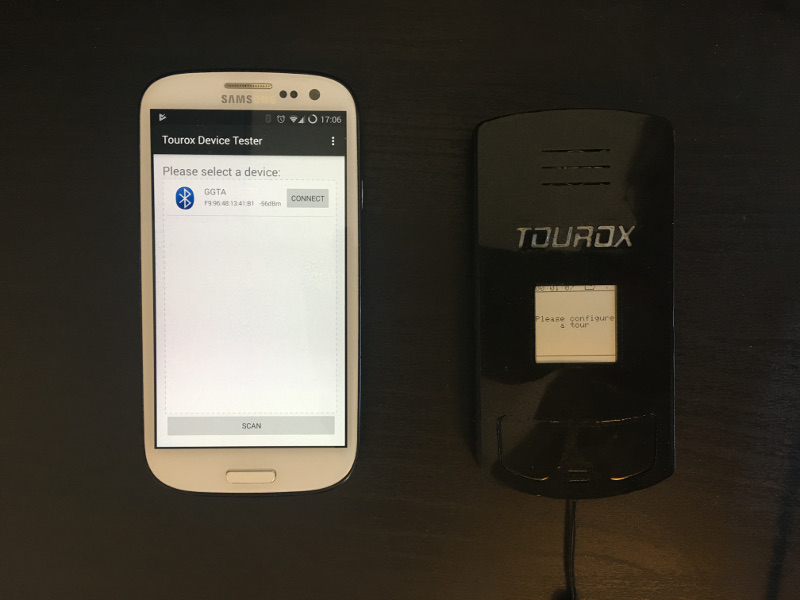 SAMSUNG
17:06
Tourox Device Tester
Please select a device:
GGTA
F9:96:48:13:41:B1 -56dBm
CONNECT
SCAN
TOUROX
Please configure
a tour